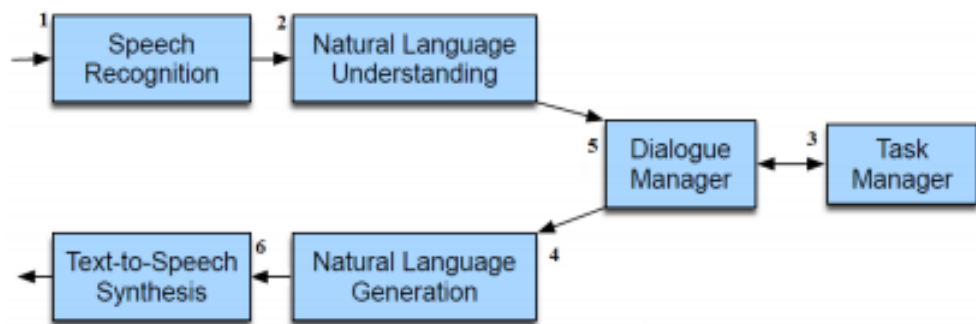 1
Speech
Recognition
2
Natural Language
Understanding
5
Dialogue
Manager
3
Task
Manager
6
Text-to-Speech
Synthesis
Natural Language
Generation
4